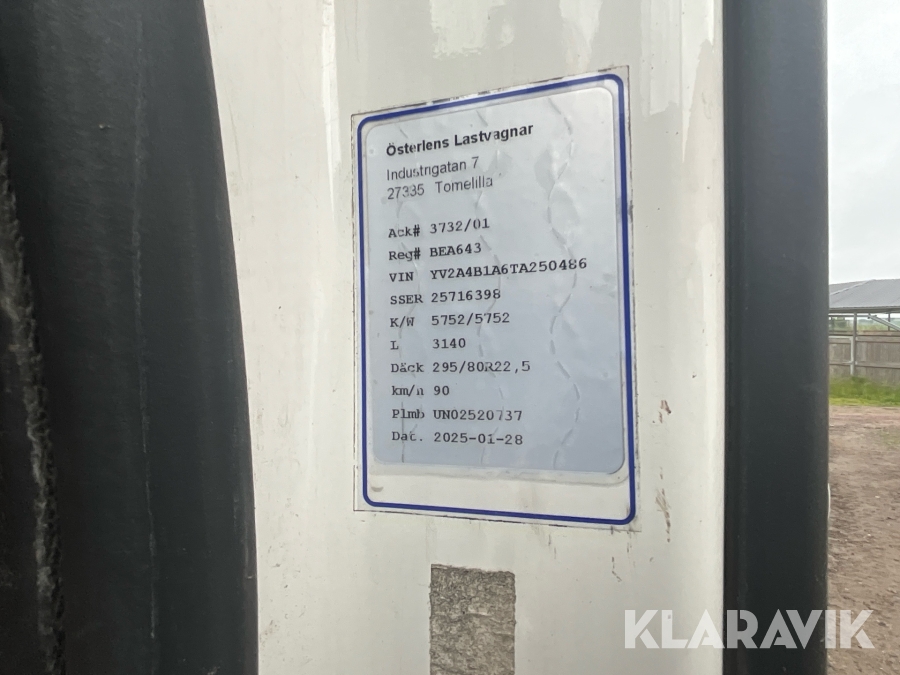 Österlens Lastvagnar
Industrigatan 7
27335 Tomelilla
Ack# 3732/01
Reg# BEA643
VIN YV2A4B1A6TA250486
SSER 25716398
K/W 5752/5752
L 3140
Däck 295/80R22,5
km/h 90
Plmb UN02520737
Dat. 2025-01-28
KLARAVIK